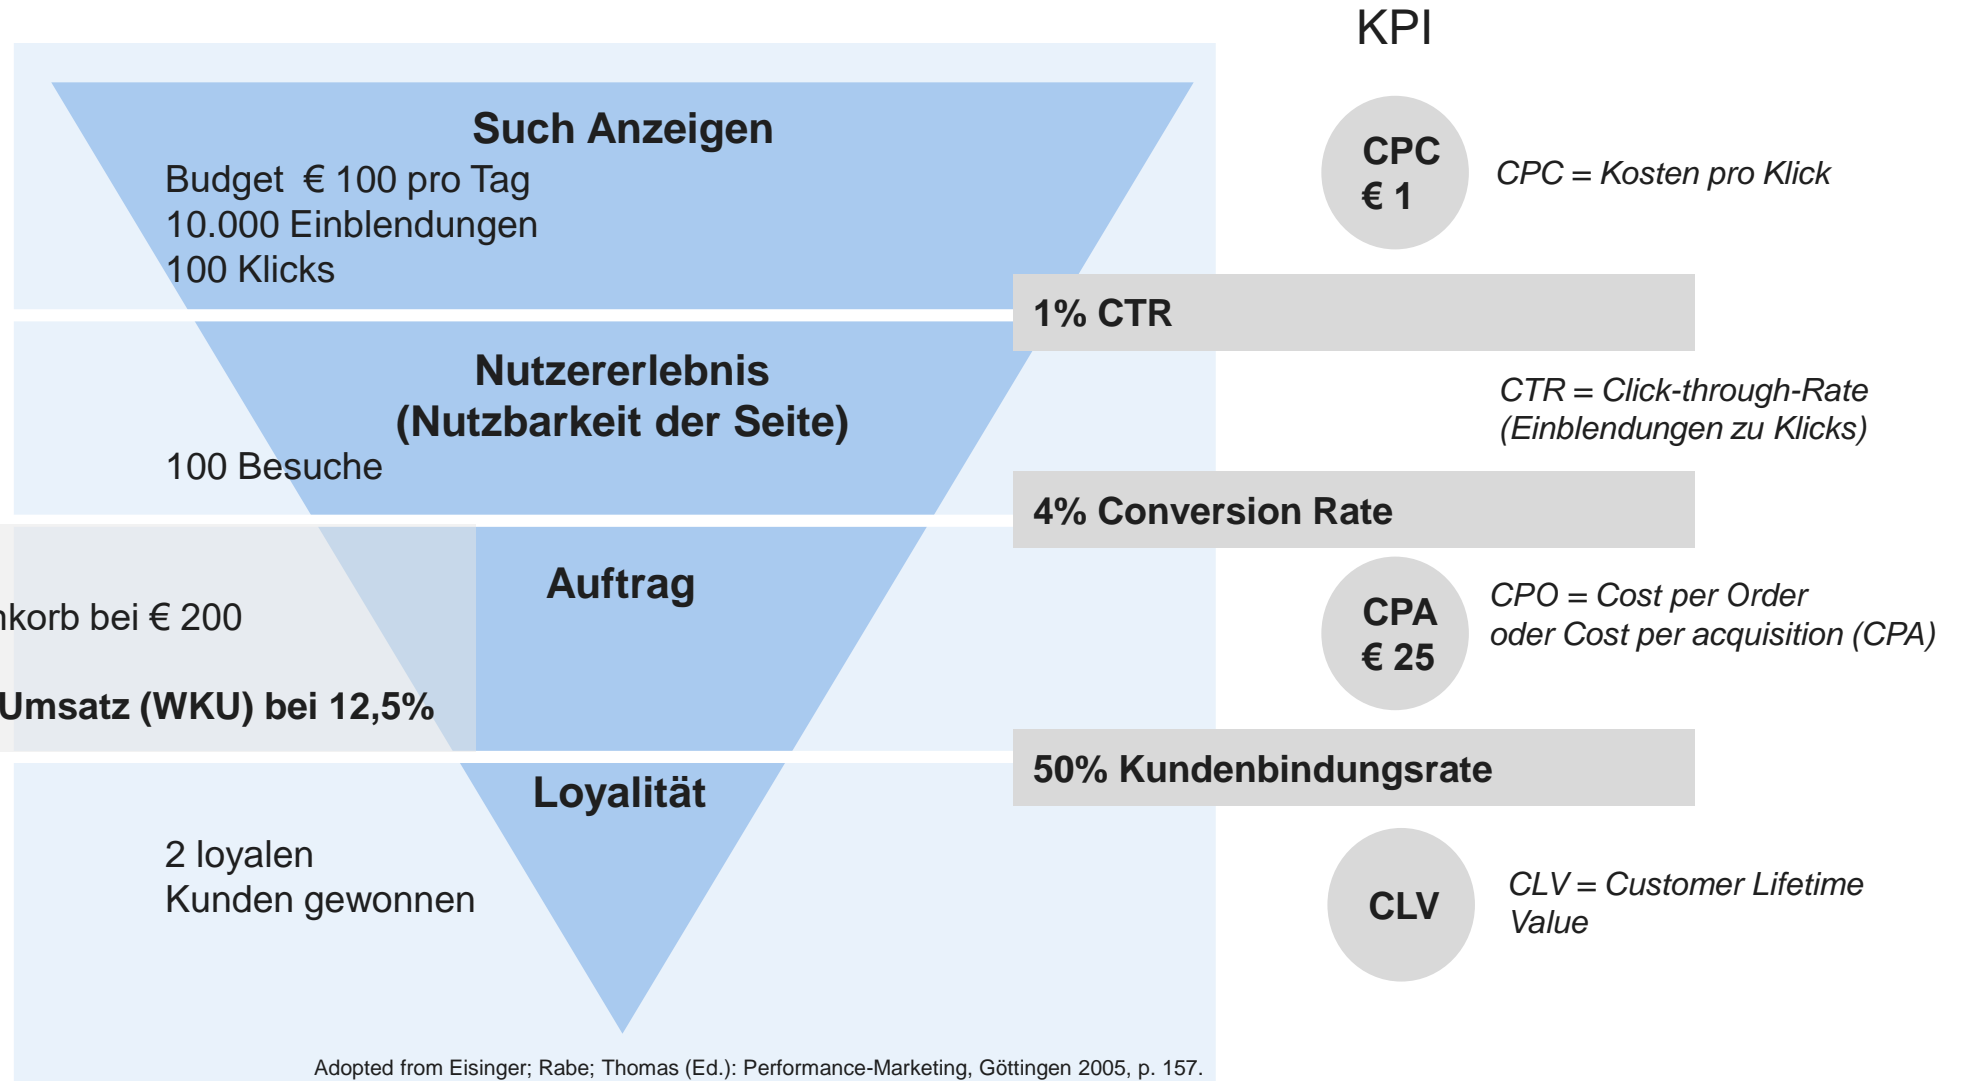 KPI
Such Anzeigen
Budget € 100 pro Tag
10.000 Einblendungen
100 Klicks
CPC
€ 1
CPC = Kosten pro Klick
1% CTR
Nutzererlebnis
(Nutzbarkeit der Seite)
100 Besuche
CTR = Click-through-Rate
(Einblendungen zu Klicks)
4% Conversion Rate
Auftrag
korb bei € 200
Umsatz (WKU) bei 12,5%
CPA
€ 25
CPO = Cost per Order
oder Cost per acquisition (CPA)
50% Kundenbindungsrate
Loyalität
2 loyalen
Kunden gewonnen
CLV
CLV = Customer Lifetime
Value
Adopted from Eisinger; Rabe; Thomas (Ed.): Performance-Marketing, Göttingen 2005, p. 157.